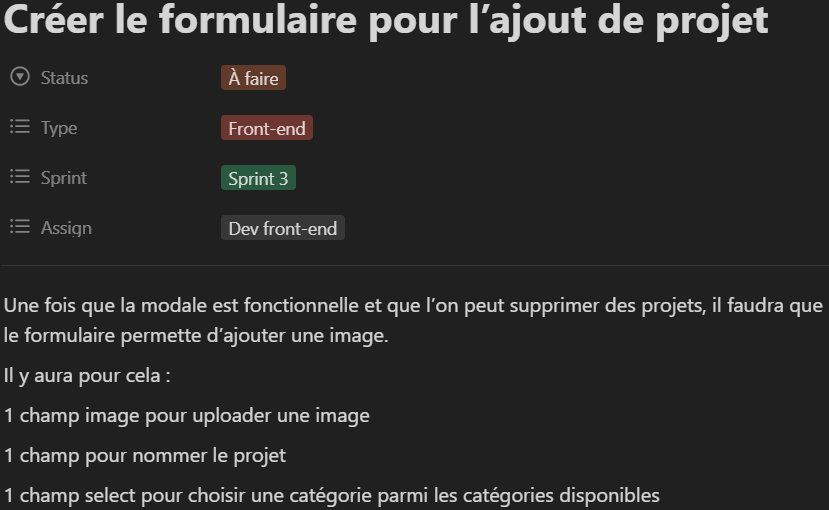 Créer le formulaire pour l’ajout de projet
Status À faire
Type Front-end
Sprint Sprint 3
Assign Dev front-end
Une fois que la modale est fonctionnelle et que l’on peut supprimer des projets, il faudra que
le formulaire permette d’ajouter une image.
Il y aura pour cela :
1 champ image pour uploader une image
1 champ pour nommer le projet
1 champ select pour choisir une catégorie parmi les catégories disponibles